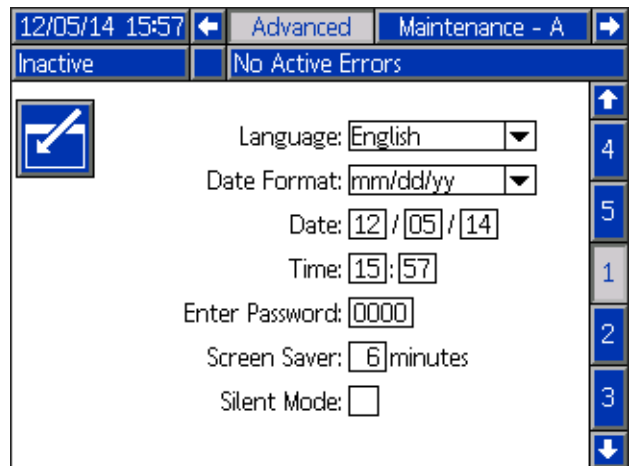 12/05/14 15:57 Advanced Maintenance - A
Inactive No Active Errors
Language: English
4
Date Format: mm/dd/yy
5
Date: 12 / 05 / 14
Time: 15 : 57
1
Enter Password: 0000
2
Screen Saver: 6 minutes
Silent Mode:
3